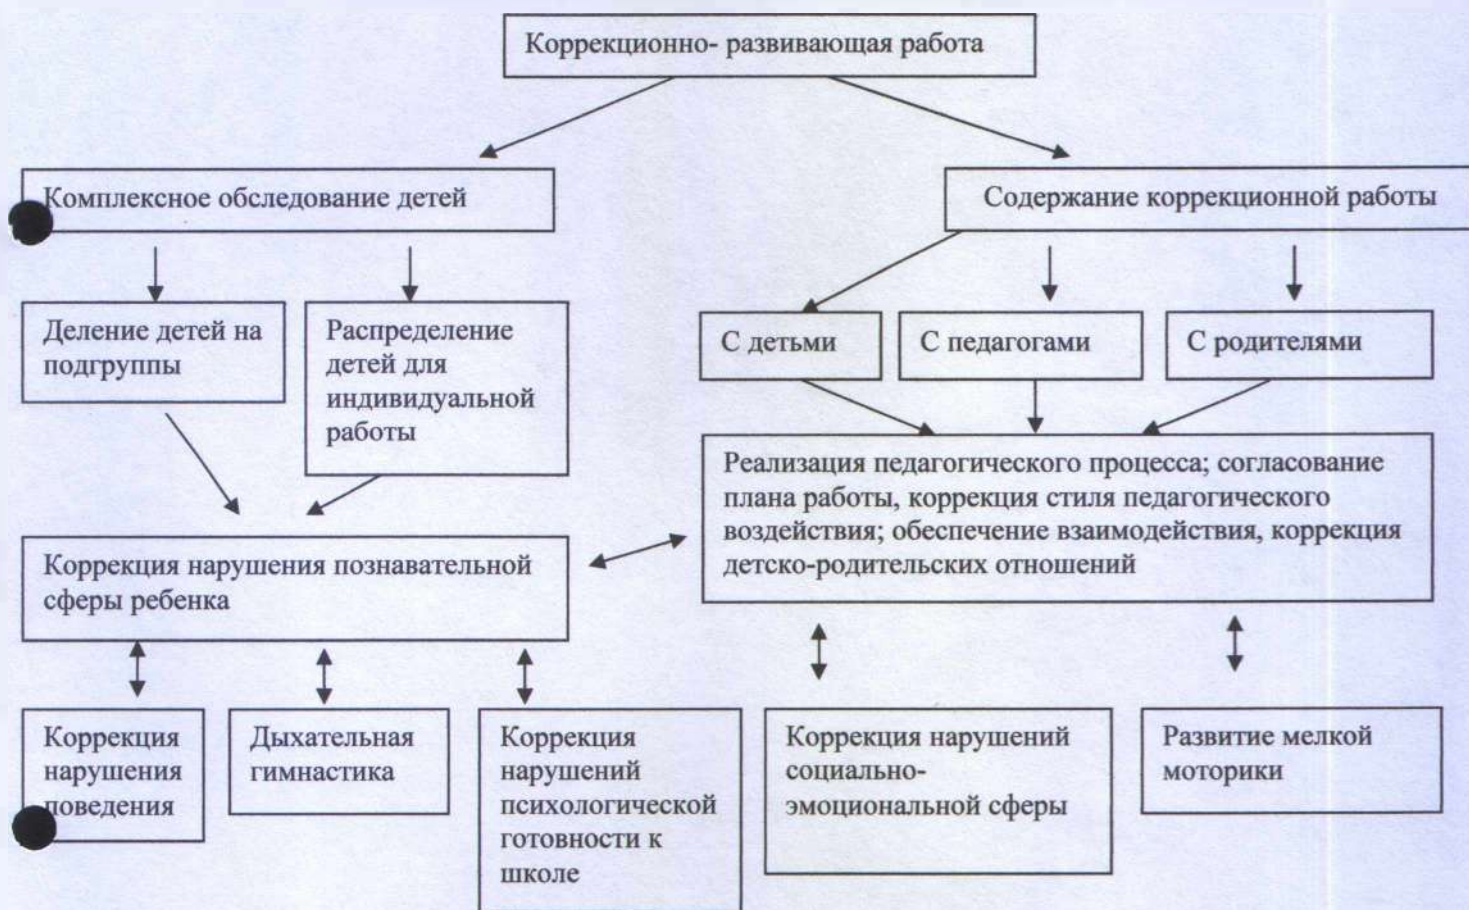 Коррекционно- развивающая работа
Комплексное обследование детей
Содержание коррекционной работы
Деление детей на
подгруппы
Распределение
детей для
индивидуальной
работы
С детьми
С педагогами
С родителями
Реализация педагогического процесса; согласование
плана работы, коррекция стиля педагогического
воздействия; обеспечение взаимодействия, коррекция
детско-родительских отношений
Коррекция нарушения познавательной
сферы ребенка
Коррекция
нарушения
поведения
Дыхательная
гимнастика
Коррекция
нарушений
психологической
готовности к
школе
Коррекция нарушений
социально-
эмоциональной сферы
Развитие мелкой
моторики